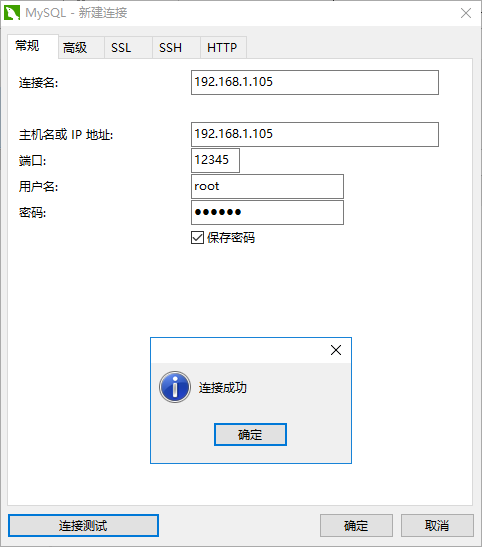 MySQL - 新建连接
常规 高级 SSL SSH HTTP
连接名: 192.168.1.105
主机名或 IP 地址: 192.168.1.105
端口: 12345
用户名: root
密码: ●●●●●●
保存密码
连接成功
确定
连接测试 确定 取消